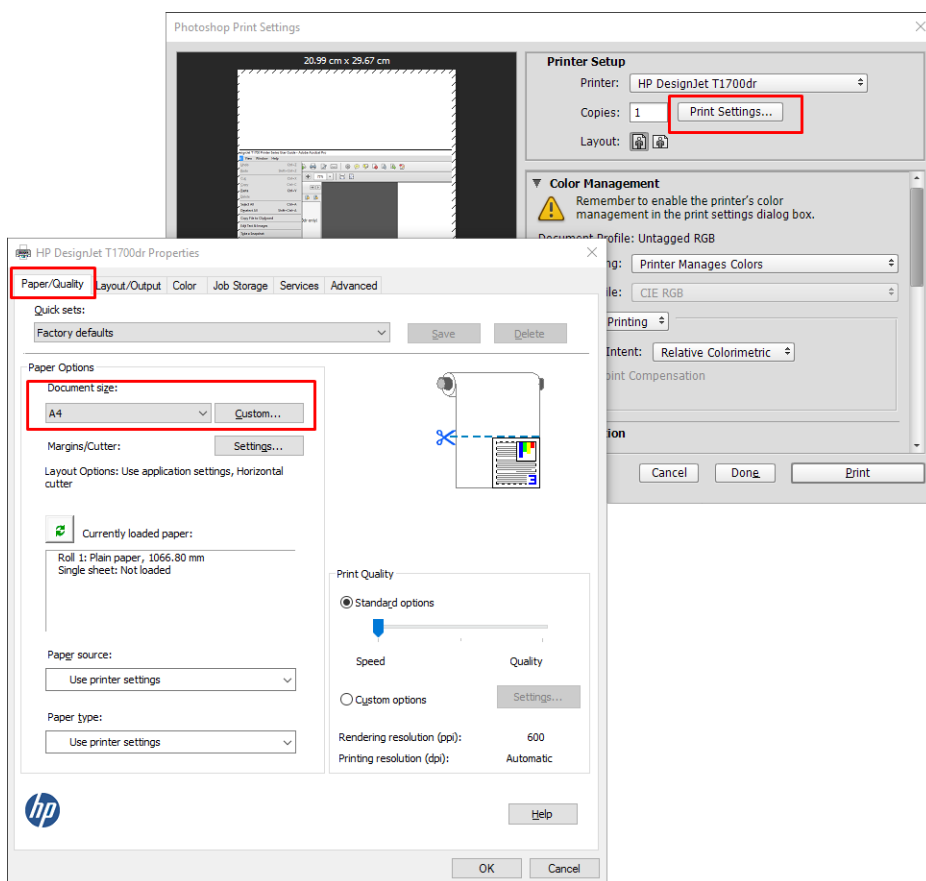 Photoshop Print Settings
20.99 cm x 29.67 cm
Printer Setup
Printer: HP DesignJet T1700dr
Copies: 1 Print Settings...
Layout:
Color Management
Remember to enable the printer's color
management in the print settings dialog box.
Document Profile: Untagged RGB
ng: Printer Manages Colors
ile: CIE RGB
Printing
Intent: Relative Colorimetric
oint Compensation
ion
Cancel Done Print
HP DesignJet T1700dr Properties
Paper/Quality Layout/Output Color Job Storage Services Advanced
Quick sets:
Factory defaults Save Delete
Paper Options
Document size:
A4 Custom...
Margins/Cutter: Settings...
Layout Options: Use application settings, Horizontal
cutter
Currently loaded paper:
Roll 1: Plain paper, 1066.80 mm
Single sheet: Not loaded
Paper source:
Use printer settings
Paper type:
Use printer settings
Print Quality
Standard options
Speed Quality
Custom options Settings...
Rendering resolution (ppi): 600
Printing resolution (dpi): Automatic
hp
Help
OK Cancel